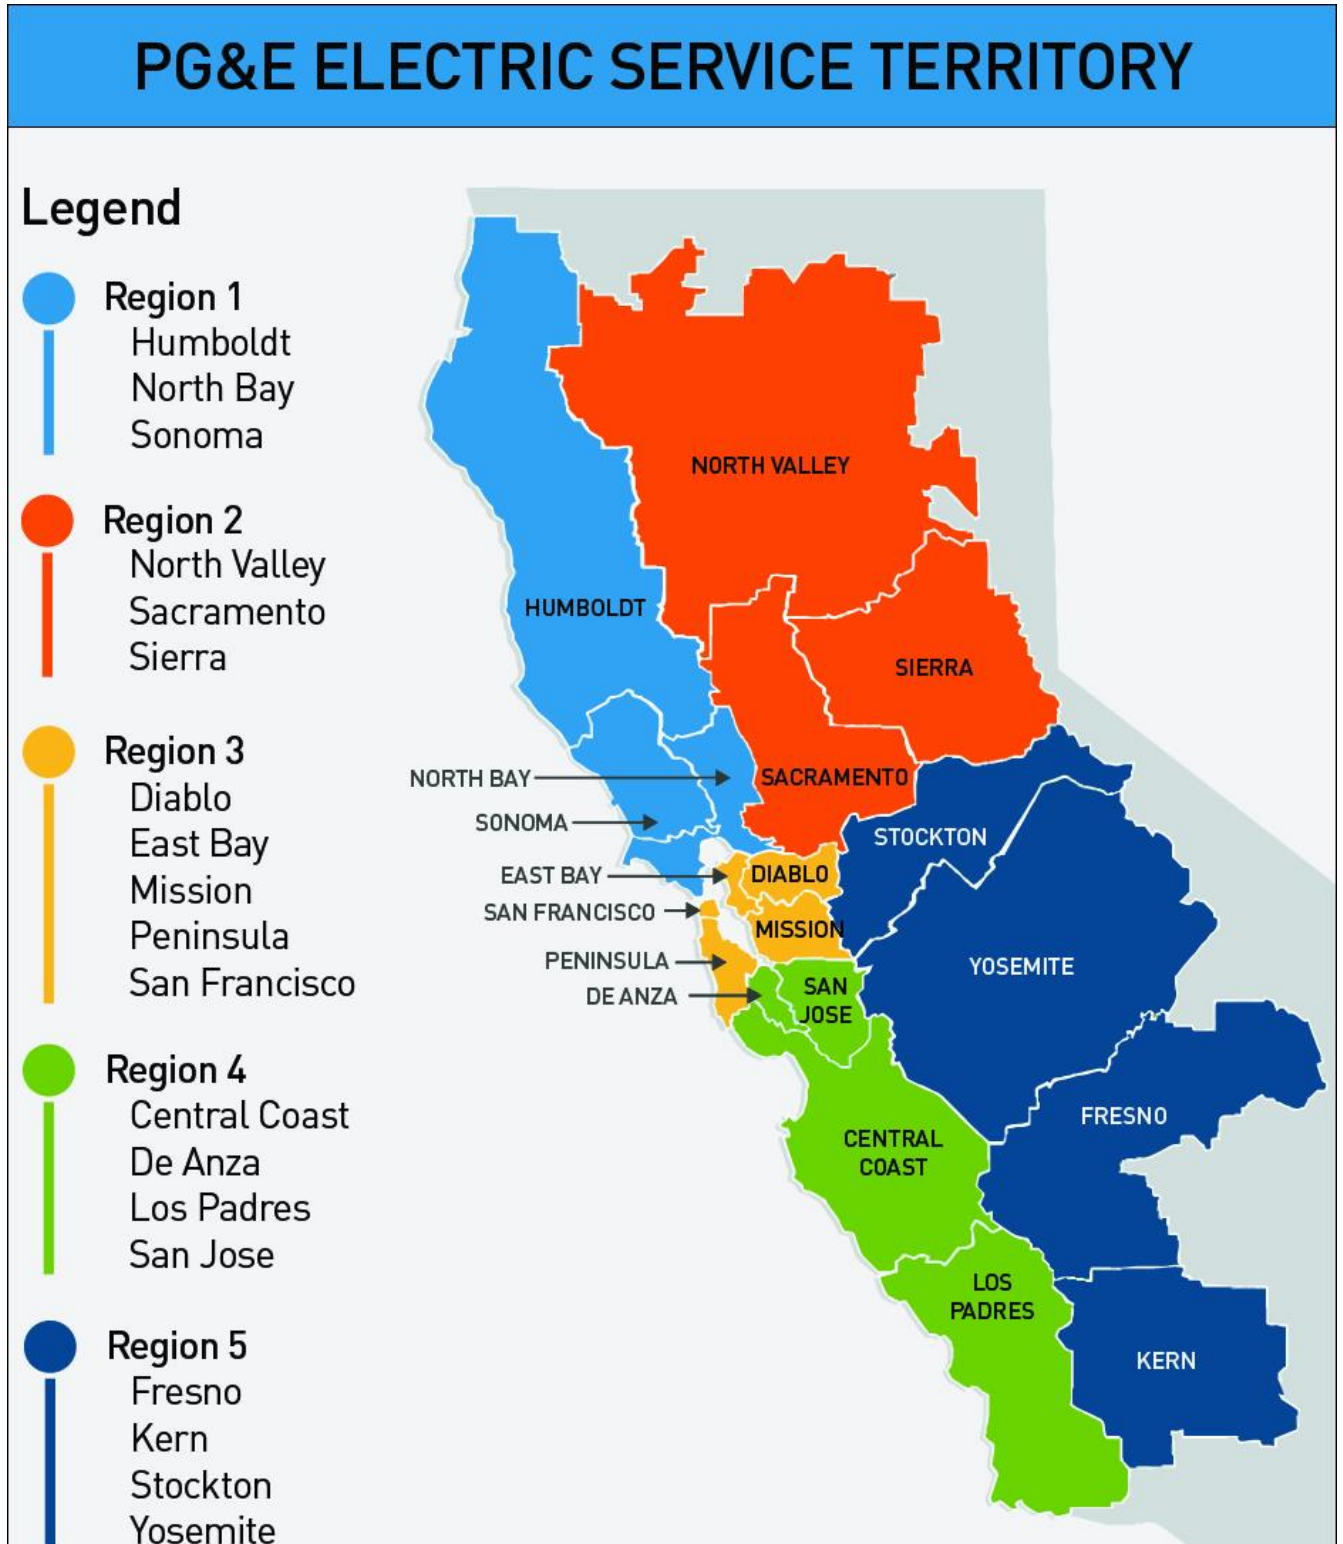 PG&E ELECTRIC SERVICE TERRITORY
Legend
Region 1
Humboldt
North Bay
Sonoma
Region 2
North Valley
Sacramento
Sierra
Region 3
Diablo
East Bay
Mission
Peninsula
San Francisco
Region 4
Central Coast
De Anza
Los Padres
San Jose
Region 5
Fresno
Kern
Stockton
Yosemite
NORTH VALLEY
HUMBOLDT
SIERRA
NORTH BAY
SACRAMENTO
SONOMA
STOCKTON
EAST BAY
DIABLO
SAN FRANCISCO
MISSION
PENINSULA
YOSEMITE
DE ANZA
SAN
JOSE
FRESNO
CENTRAL
COAST
LOS
PADRES
KERN